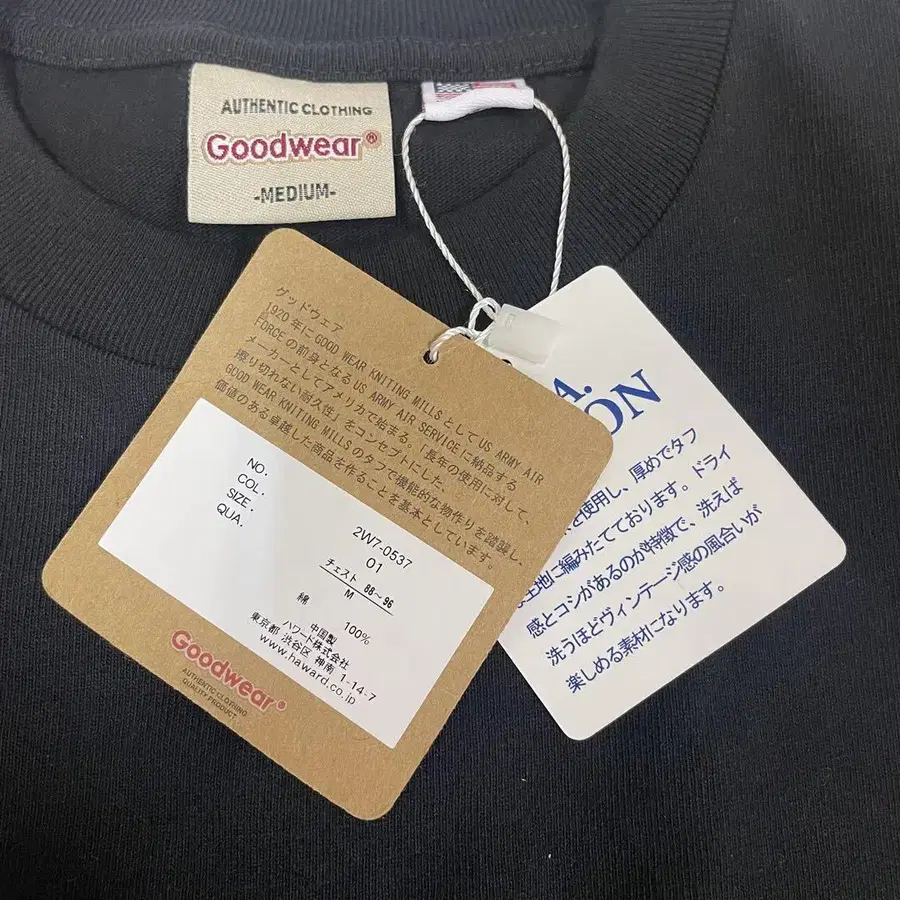 AUTHENTIC CLOTHING
Goodwear®
-MEDIUM-
グッドウェア
1920年にGOOD WEAR KNITING MILLSとしてUS ARMY AIR
FORCEの前身となるUS ARMY AIR SERVICEに納品する
メーカーとしてアメリカで始まる。「長年の使用に対して、
擦り切れない耐久性」をコンセプトにした、
GOOD WEAR KNITING MILLSのタフで機能的な物作りを踏襲し、
価値のある卓越した商品を作ることを基本としています。
NO. 2W7-0537
COL. 01
SIZE. チェスト 88～96
M
QUA. 綿 100%
中国製
ハワード株式会社
東京都 渋谷区 神南 1-14-7
www.haward.co.jp
Goodwear®
AUTHENTIC CLOTHING
QUALITY PRODUCT
A.
ON
を使用し、厚めでタフ
生地に編みたてております。ドライ
感とコシがあるのが特徴で、洗えば
洗うほどヴィンテージ感の風合いが
楽しめる素材になります。